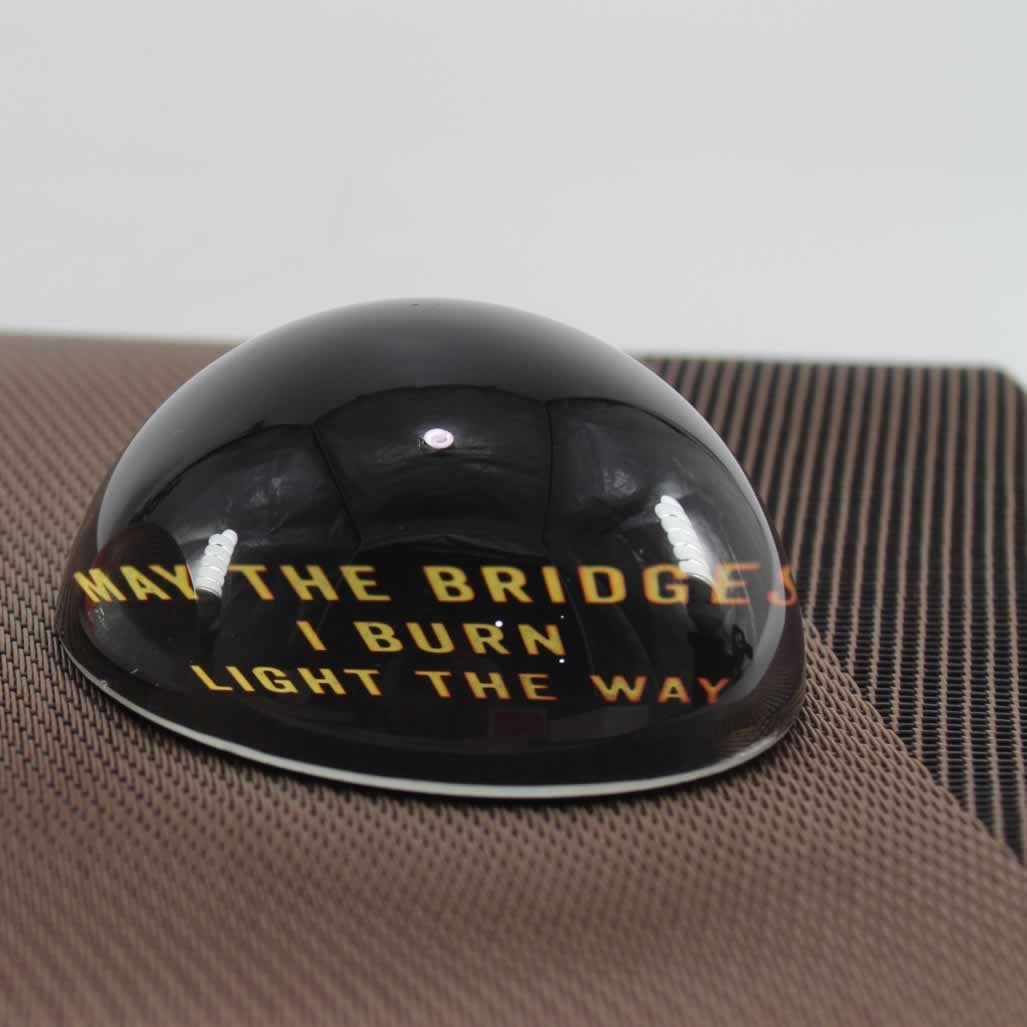 MAY THE BRIDGES
I BURN
LIGHT THE WAY